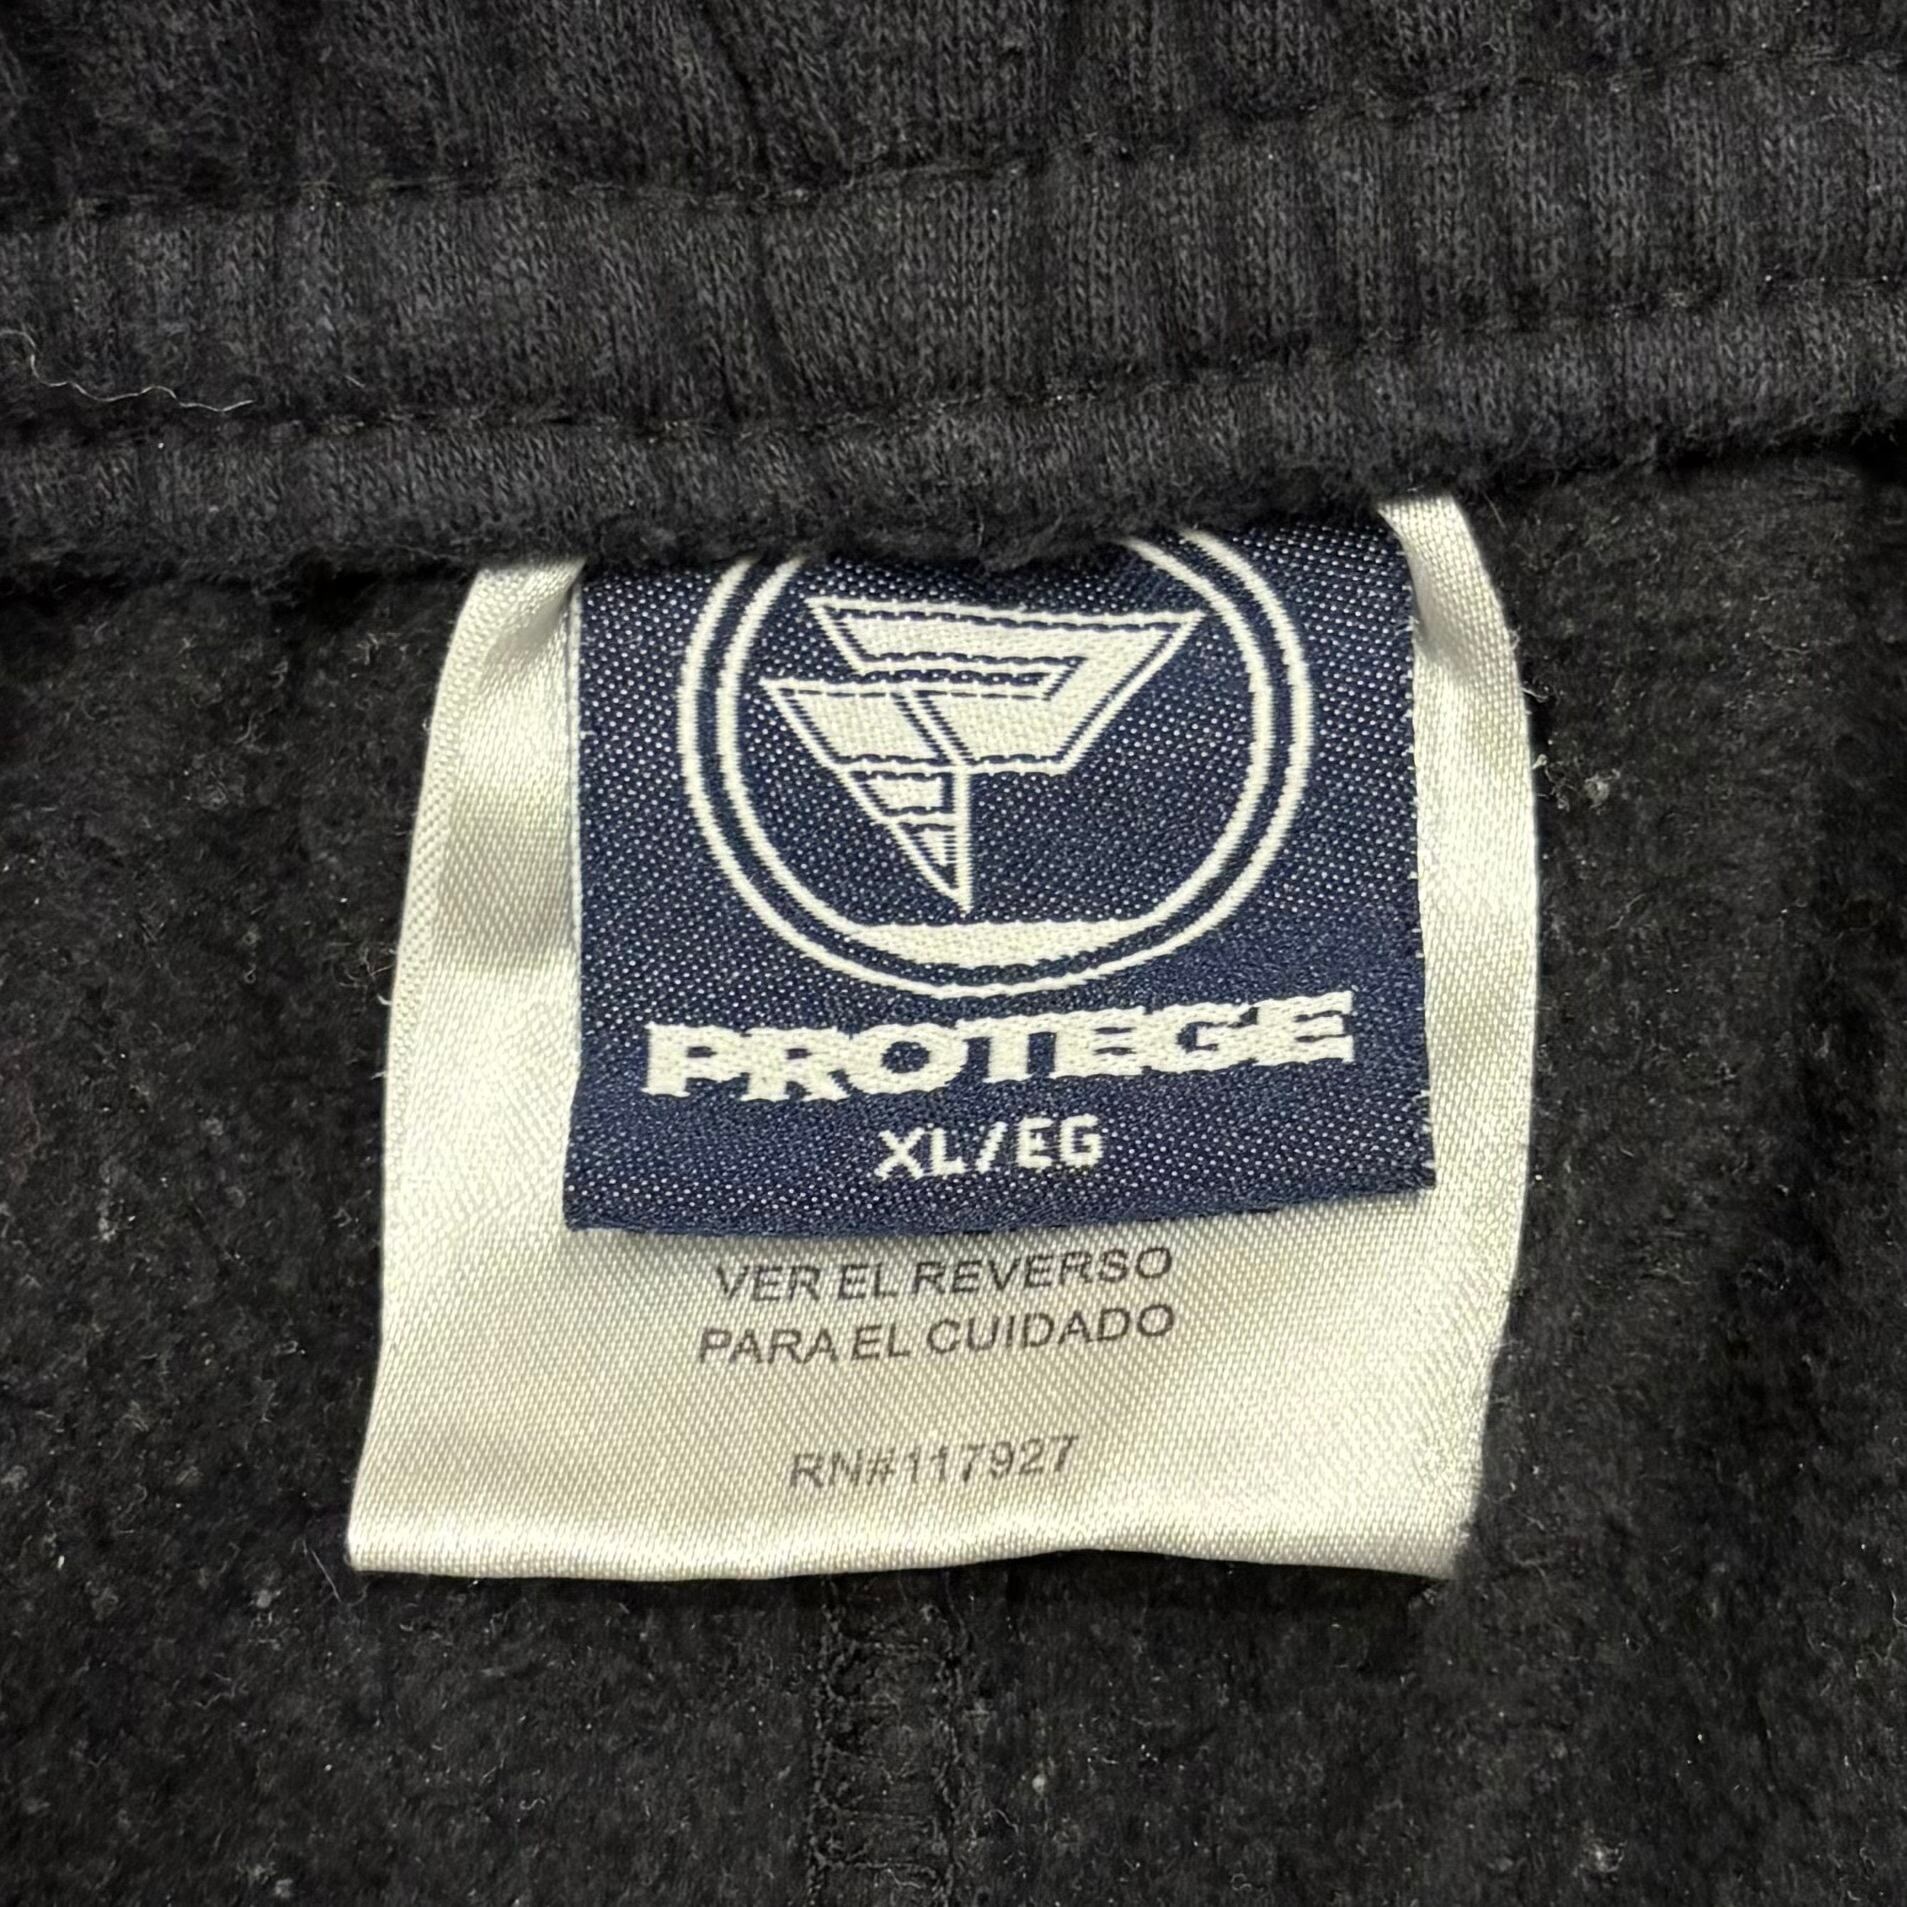 PROTEGE
XL/EG
VER EL REVERSO
PARA EL CUIDADO
RN#117927